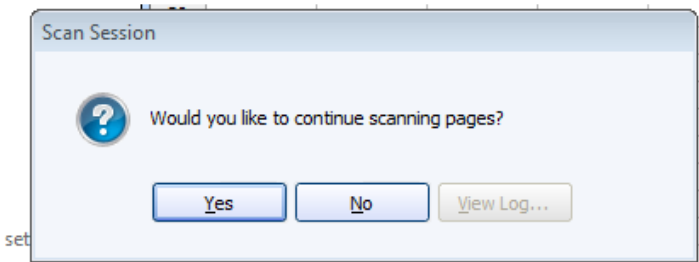 Scan Session
Would you like to continue scanning pages?
Yes
No
View Log...
set